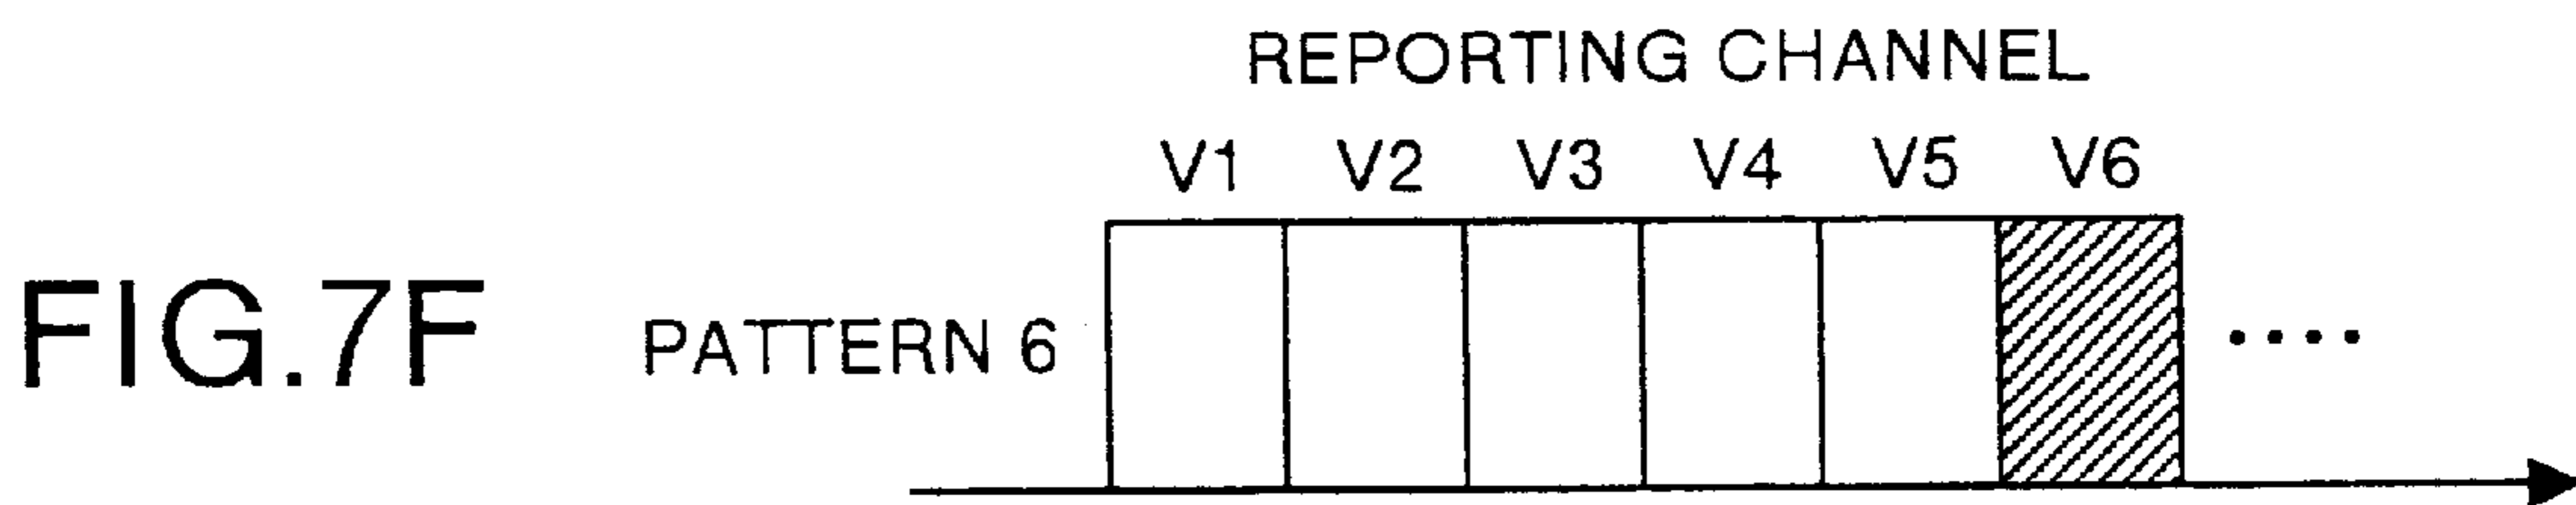 REPORTING CHANNEL
V1 V2 V3 V4 V5 V6
FIG.7F
PATTERN 6
....